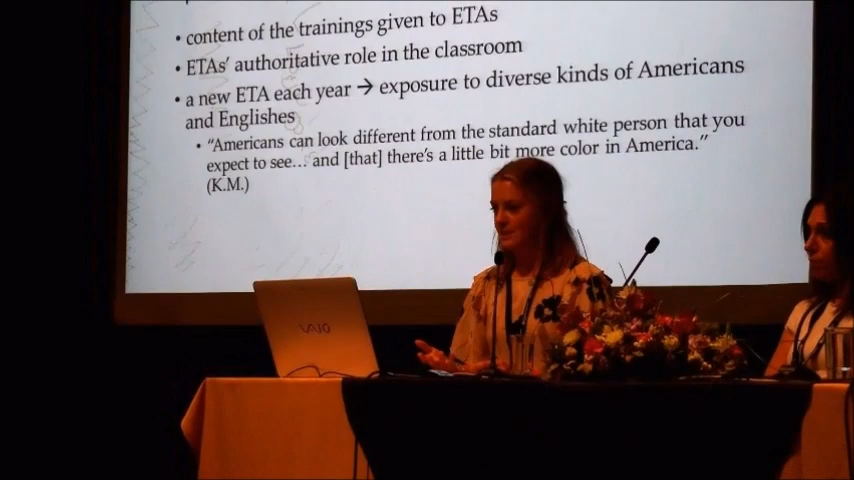 • content of the trainings given to ETAs
• ETAs' authoritative role in the classroom
• a new ETA each year → exposure to diverse kinds of Americans
and Englishes
• "Americans can look different from the standard white person that you
expect to see... and [that] there's a little bit more color in America."
(K.M.)
VAIO